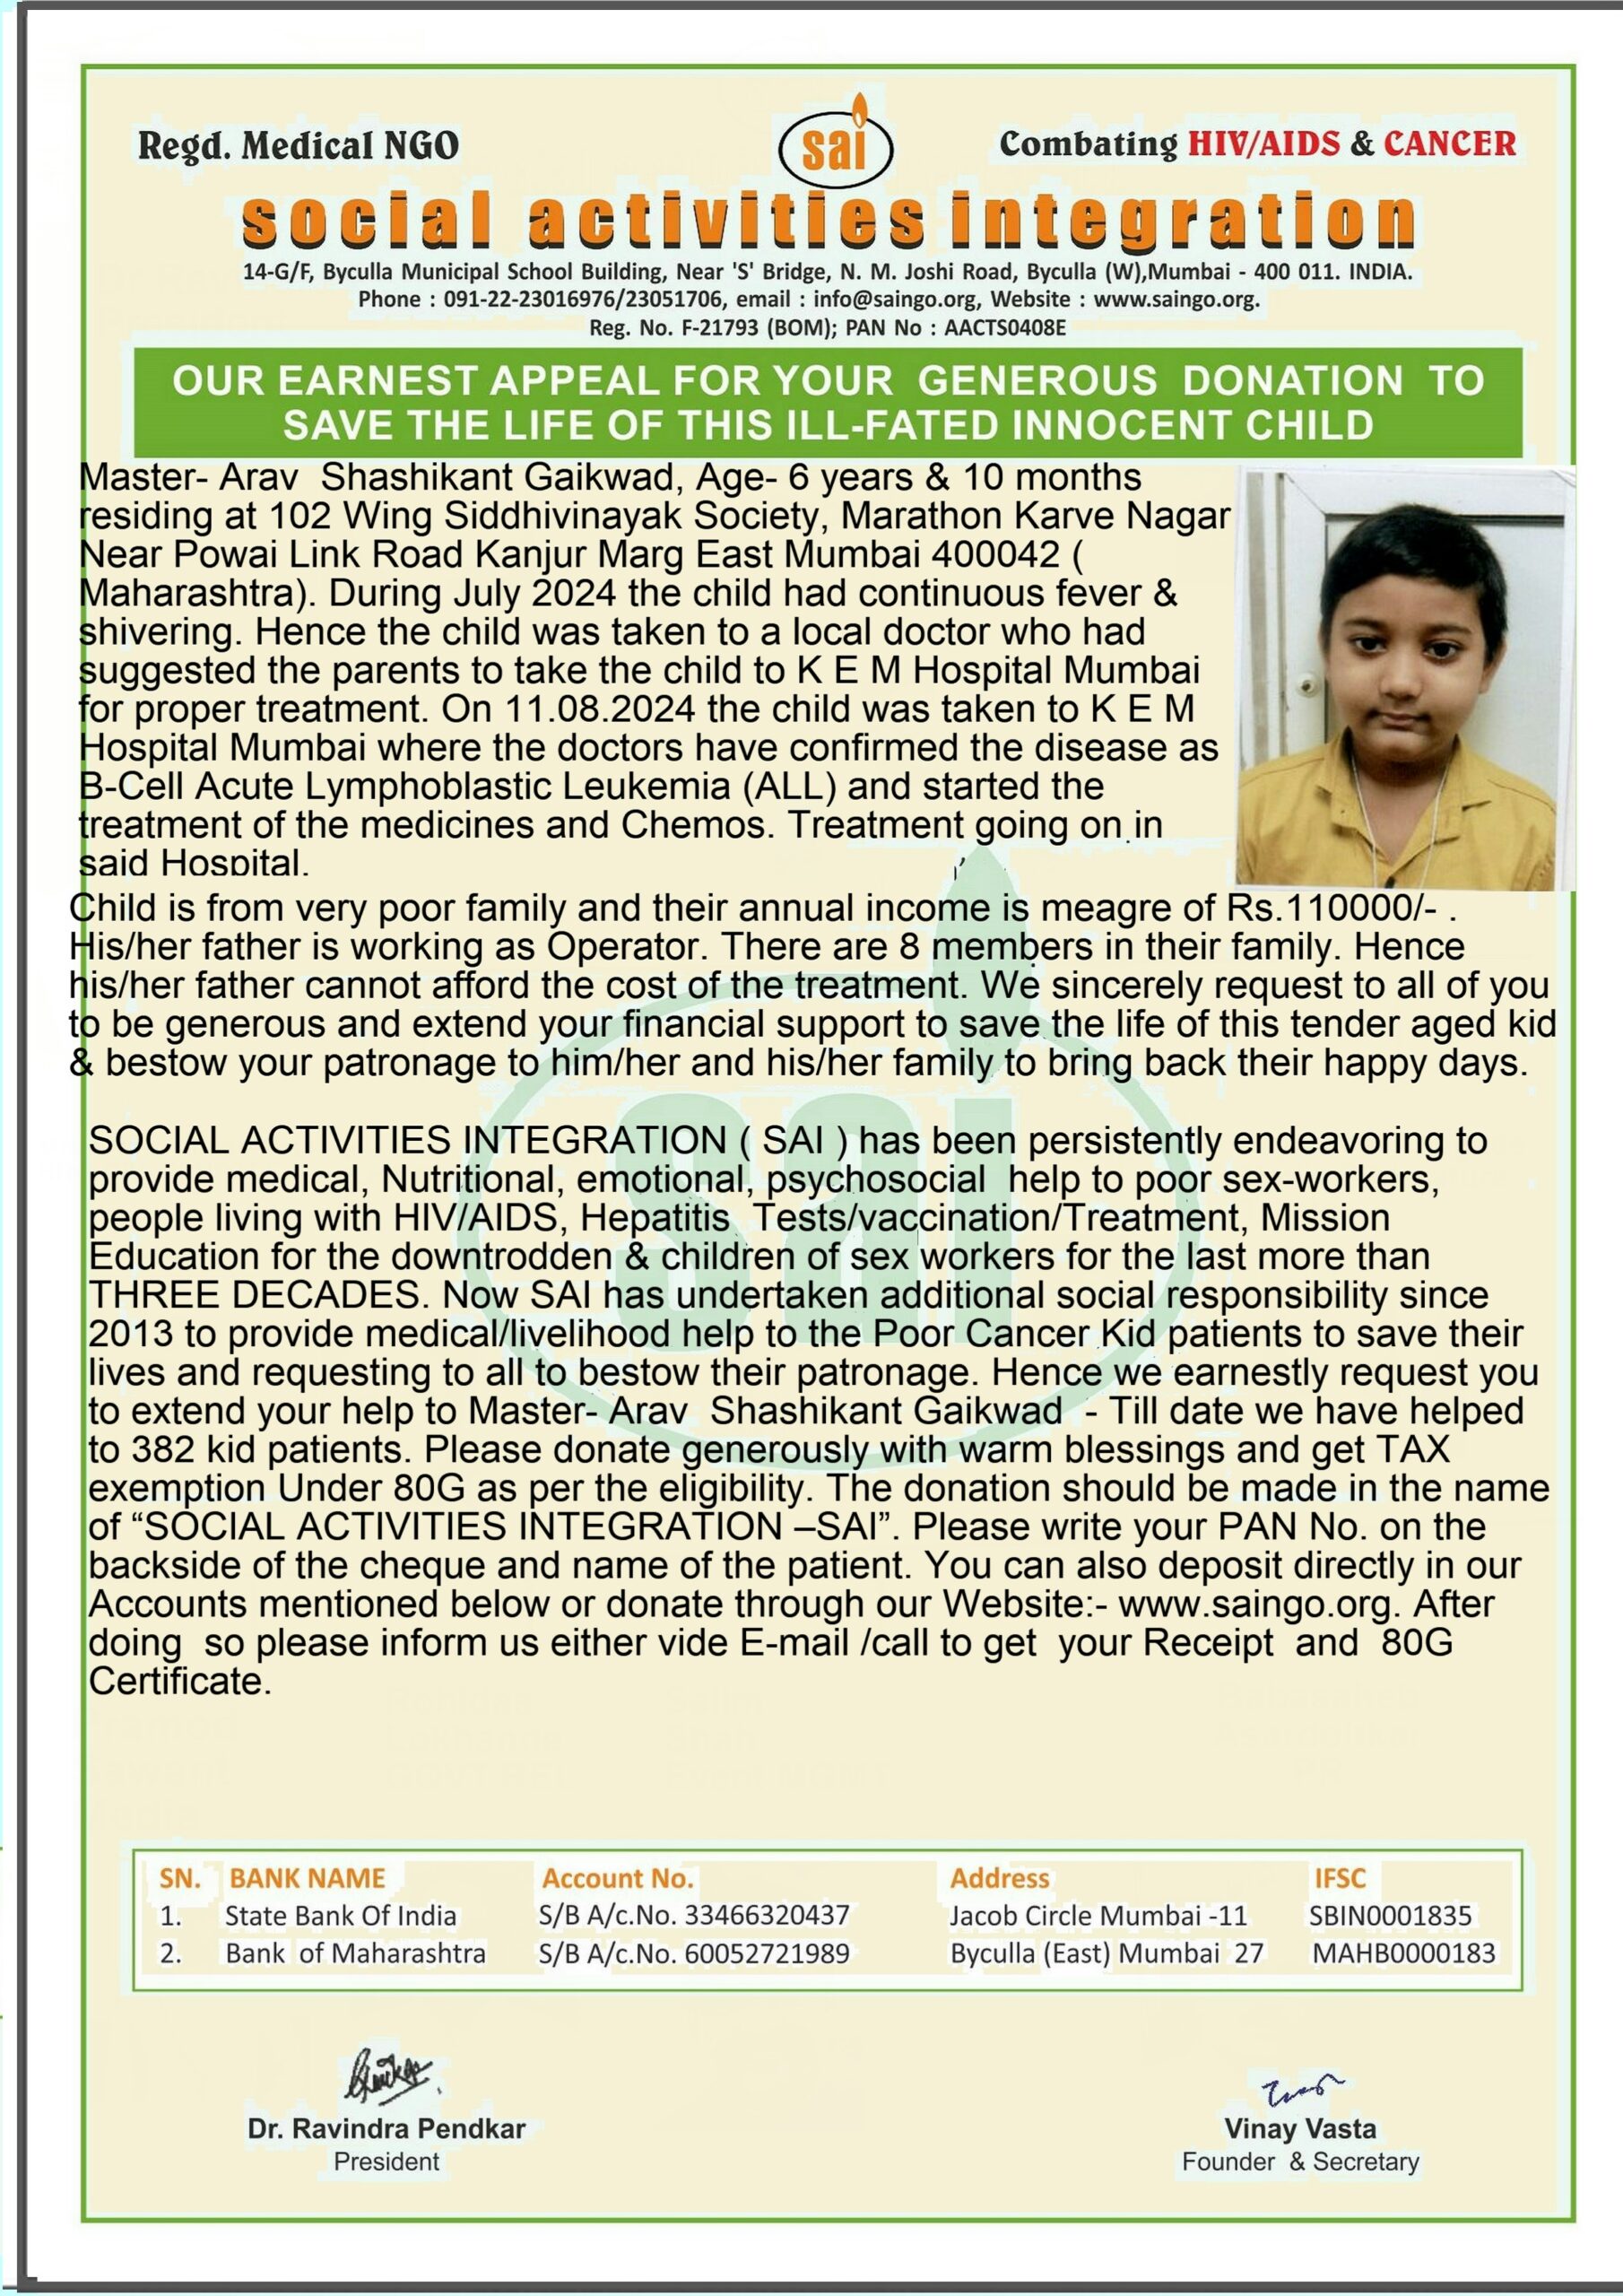 Regd. Medical NGO
sai
Combating HIV/AIDS & CANCER
social activities integration
14-G/F, Byculla Municipal School Building, Near 'S' Bridge, N. M. Joshi Road, Byculla (W),Mumbai - 400 011. INDIA.
Phone : 091-22-23016976/23051706, email : info@saingo.org, Website : www.saingo.org.
Reg. No. F-21793 (BOM); PAN No : AACTS0408E
OUR EARNEST APPEAL FOR YOUR GENEROUS DONATION TO
SAVE THE LIFE OF THIS ILL-FATED INNOCENT CHILD
Master- Arav Shashikant Gaikwad, Age- 6 years & 10 months
residing at 102 Wing Siddhivinayak Society, Marathon Karve Nagar
Near Powai Link Road Kanjur Marg East Mumbai 400042 (
Maharashtra). During July 2024 the child had continuous fever &
shivering. Hence the child was taken to a local doctor who had
suggested the parents to take the child to K E M Hospital Mumbai
for proper treatment. On 11.08.2024 the child was taken to K E M
Hospital Mumbai where the doctors have confirmed the disease as
B-Cell Acute Lymphoblastic Leukemia (ALL) and started the
treatment of the medicines and Chemos. Treatment going on in
said Hospital.
Child is from very poor family and their annual income is meagre of Rs.110000/- .
His/her father is working as Operator. There are 8 members in their family. Hence
his/her father cannot afford the cost of the treatment. We sincerely request to all of you
to be generous and extend your financial support to save the life of this tender aged kid
& bestow your patronage to him/her and his/her family to bring back their happy days.
SOCIAL ACTIVITIES INTEGRATION ( SAI ) has been persistently endeavoring to
provide medical, Nutritional, emotional, psychosocial help to poor sex-workers,
people living with HIV/AIDS, Hepatitis Tests/vaccination/Treatment, Mission
Education for the downtrodden & children of sex workers for the last more than
THREE DECADES. Now SAI has undertaken additional social responsibility since
2013 to provide medical/livelihood help to the Poor Cancer Kid patients to save their
lives and requesting to all to bestow their patronage. Hence we earnestly request you
to extend your help to Master- Arav Shashikant Gaikwad - Till date we have helped
to 382 kid patients. Please donate generously with warm blessings and get TAX
exemption Under 80G as per the eligibility. The donation should be made in the name
of “SOCIAL ACTIVITIES INTEGRATION –SAI”. Please write your PAN No. on the
backside of the cheque and name of the patient. You can also deposit directly in our
Accounts mentioned below or donate through our Website:- www.saingo.org. After
doing so please inform us either vide E-mail /call to get your Receipt and 80G
Certificate.
sai
SN. BANK NAME Account No. Address IFSC
1. State Bank Of India S/B A/c.No. 33466320437 Jacob Circle Mumbai -11 SBIN0001835
2. Bank of Maharashtra S/B A/c.No. 60052721989 Byculla (East) Mumbai 27 MAHB0000183
Dr. Ravindra Pendkar
President
Vinay Vasta
Founder & Secretary